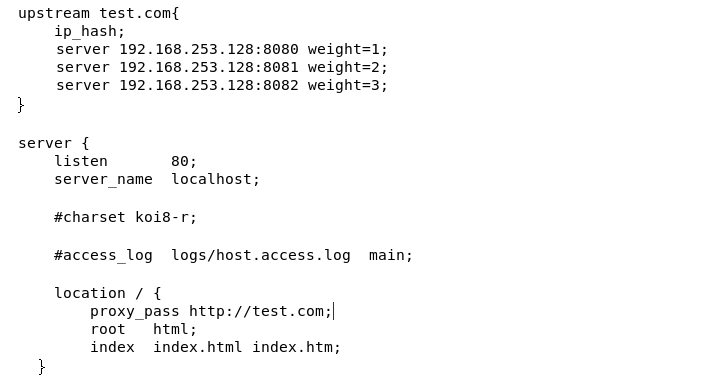 upstream test.com{
    ip_hash;
    server 192.168.253.128:8080 weight=1;
    server 192.168.253.128:8081 weight=2;
    server 192.168.253.128:8082 weight=3;
}
server {
    listen       80;
    server_name  localhost;
    #charset koi8-r;
    #access_log  logs/host.access.log  main;
    location / {
        proxy_pass http://test.com;
        root   html;
        index  index.html index.htm;
    }